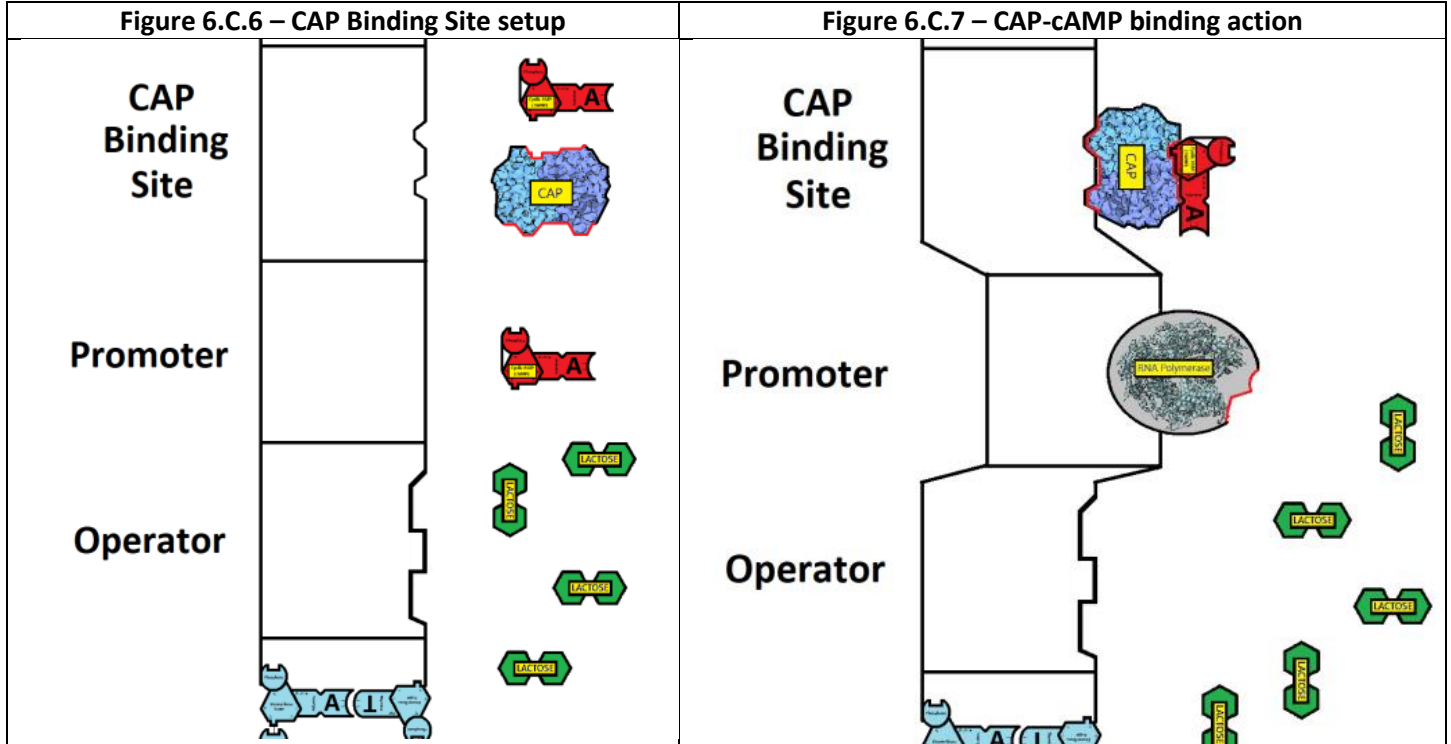 Figure 6.C.6 – CAP Binding Site setup
Figure 6.C.7 – CAP-cAMP binding action
CAP
Binding
Site
A
CAP
Promoter
A
Operator
LACTOSE
LACTOSE
LACTOSE
LACTOSE
A T
CAP
Binding
Site
CAP
A
Promoter
RNA Polymerase
Operator
LACTOSE
LACTOSE
LACTOSE
LACTOSE
LACTOSE
A T